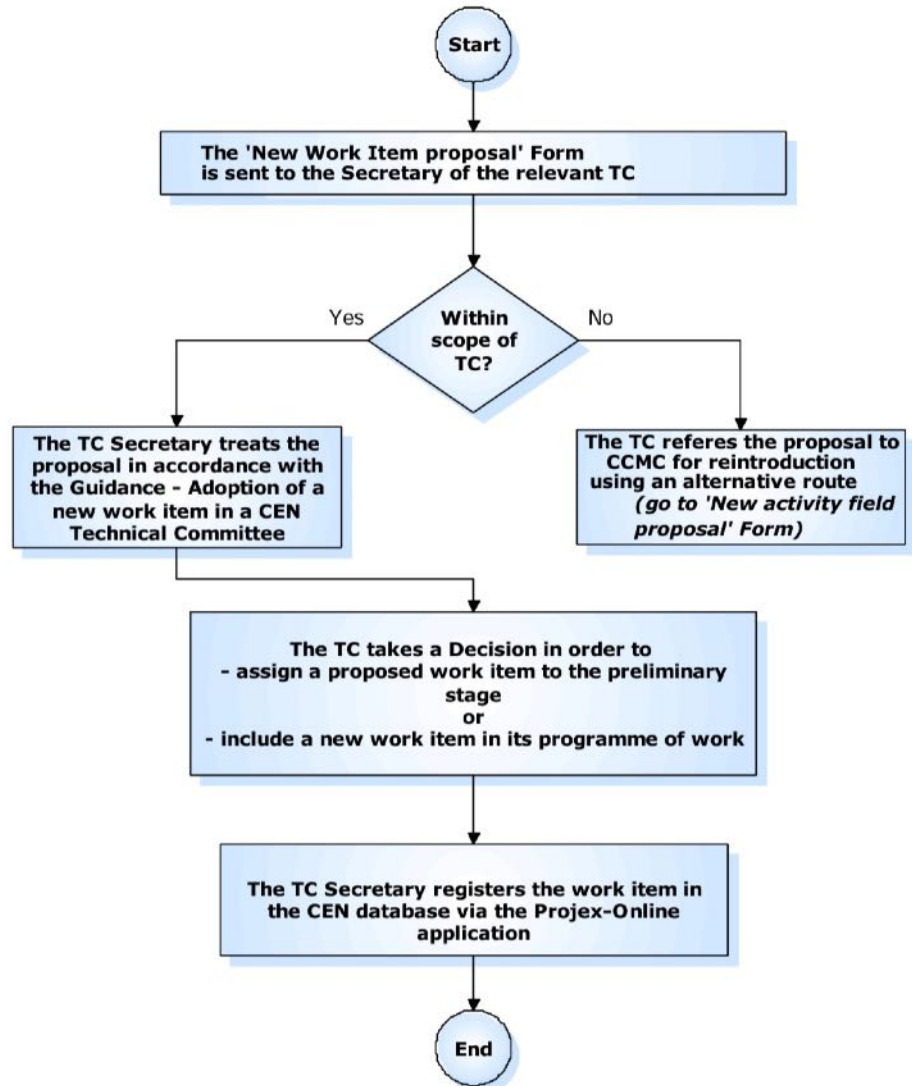 Start
The 'New Work Item proposal' Form
is sent to the Secretary of the relevant TC
Yes
Within
scope of
TC?
No
The TC Secretary treats the
proposal in accordance with
the Guidance - Adoption of a
new work item in a CEN
Technical Committee
The TC referes the proposal to
CCMC for reintroduction
using an alternative route
(go to 'New activity field
proposal' Form)
The TC takes a Decision in order to
- assign a proposed work item to the preliminary
stage
or
- include a new work item in its programme of work
The TC Secretary registers the work item in
the CEN database via the Projex-Online
application
End